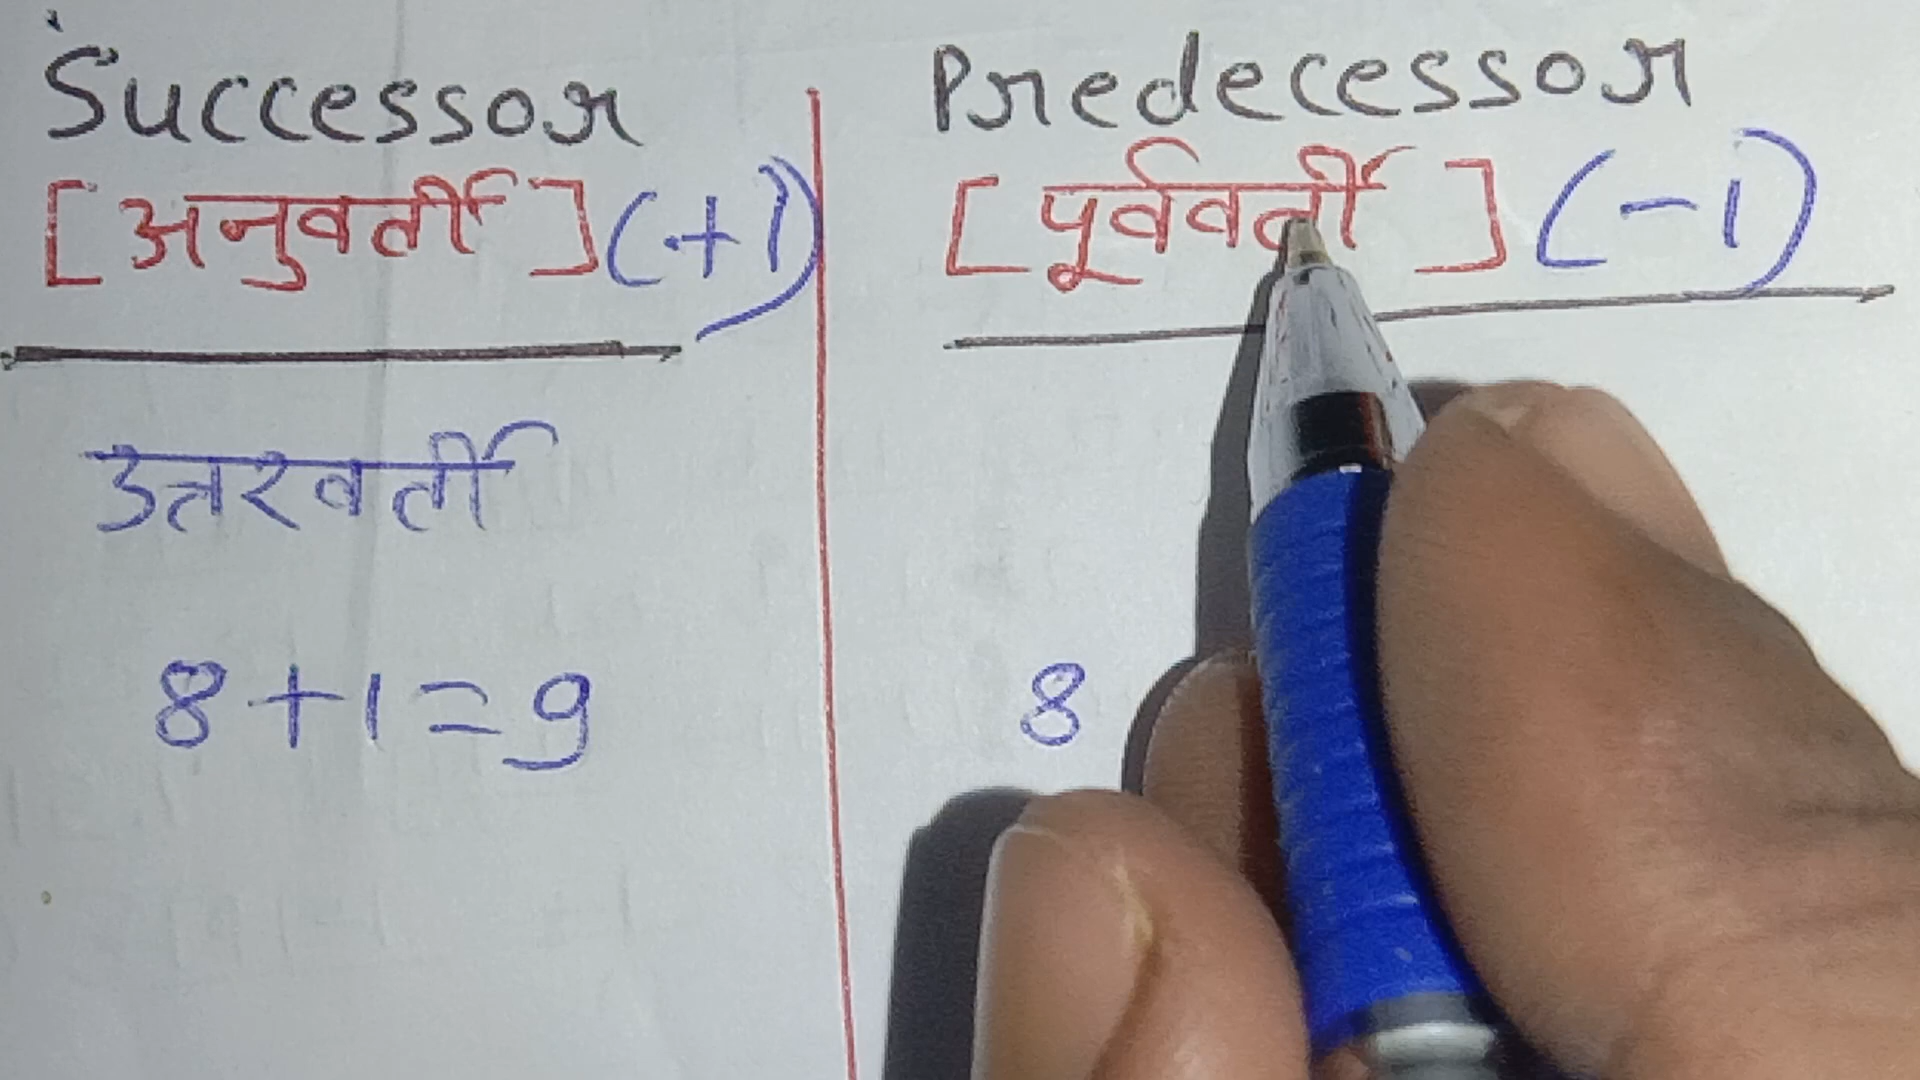 Successor
[अनुवर्ती] (+1)
उत्तरवर्ती
8+1=9
Predecessor
[पूर्ववर्ती] (-1)
8